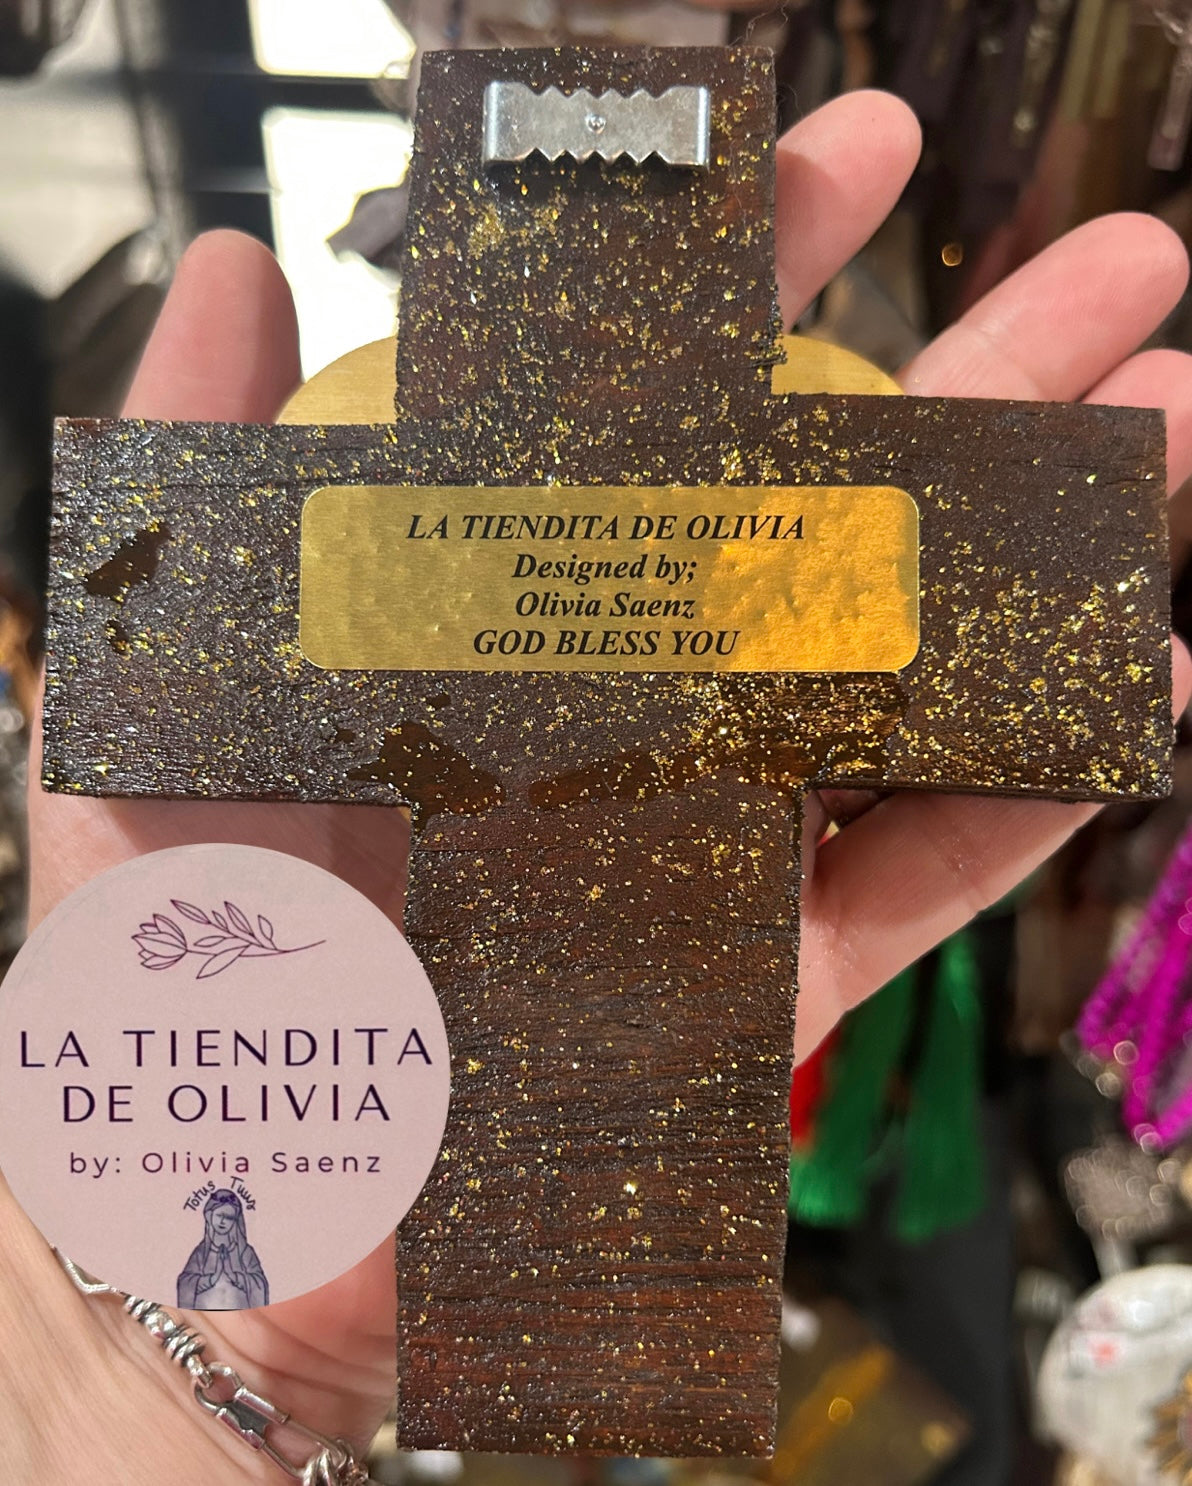 LA TIENDITA DE OLIVIA
Designed by;
Olivia Saenz
GOD BLESS YOU
LA TIENDITA
DE OLIVIA
by: Olivia Saenz
Totus Tuus